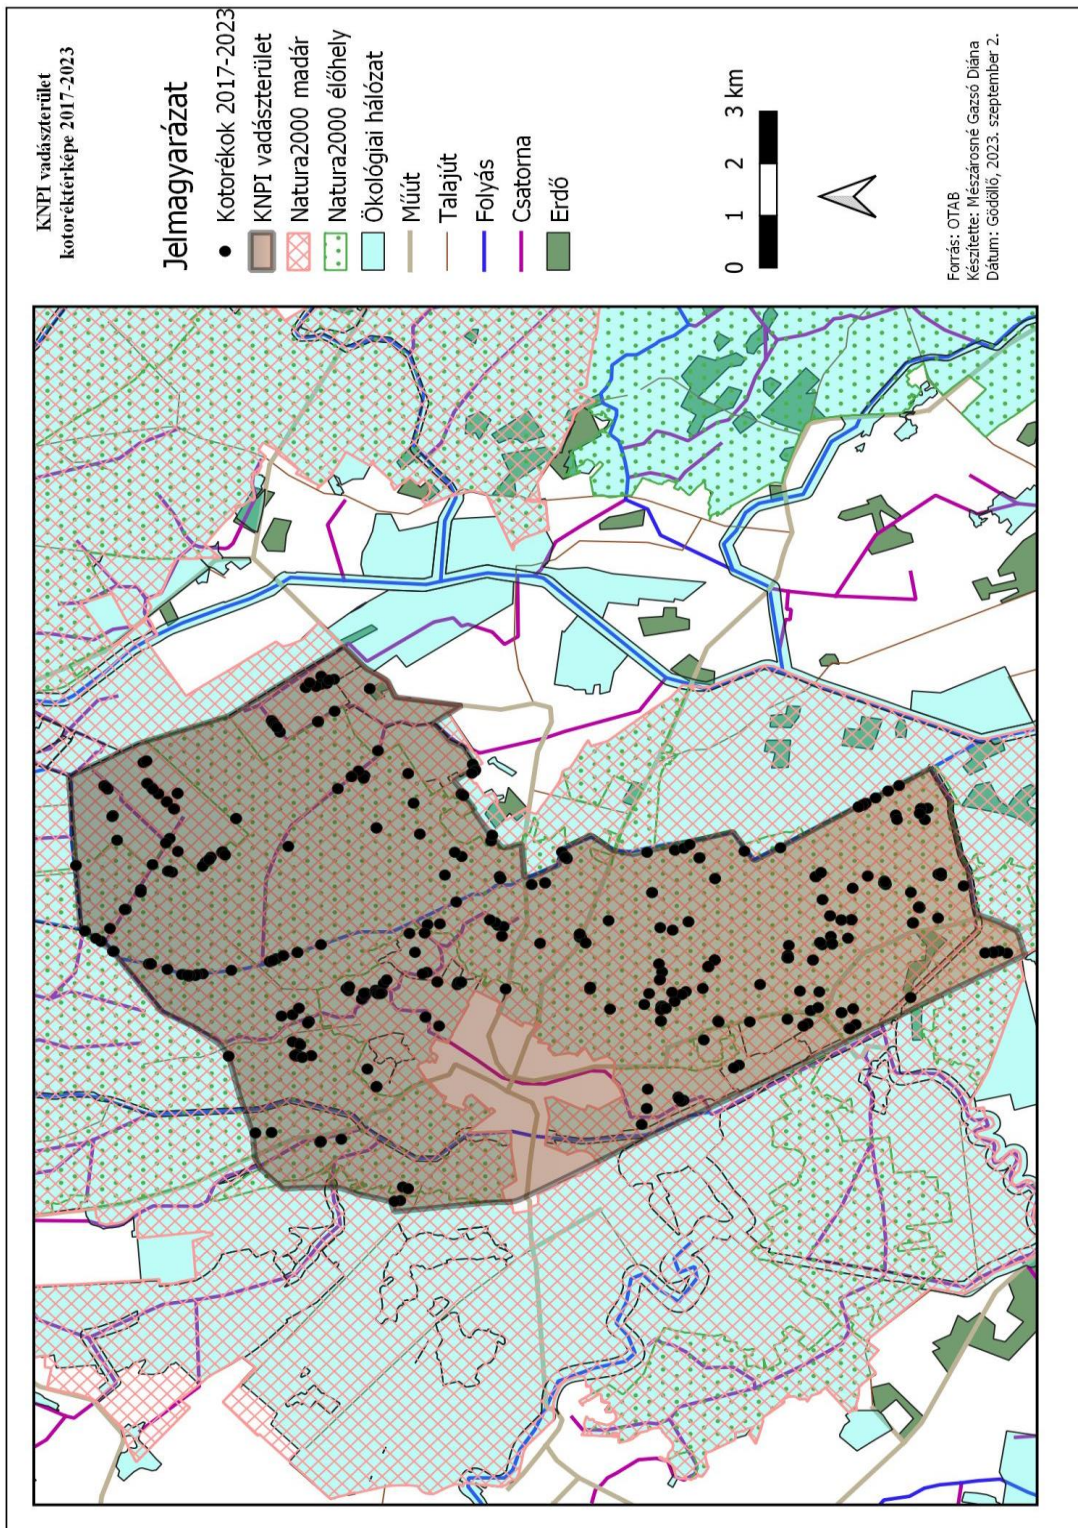 KNPI vadászterület
kotoréktérképe 2017-2023
Jelmagyarázat
Kotorékok 2017-2023
KNPI vadászterület
Natura2000 madár
Natura2000 élőhely
Ökológiai hálózat
Műút
Talajút
Folyás
Csatorna
Erdő
0 1 2 3 km
Forrás: OTAB
Készítette: Mészárosné Gazsó Diána
Dátum: Gödöllő, 2023. szeptember 2.